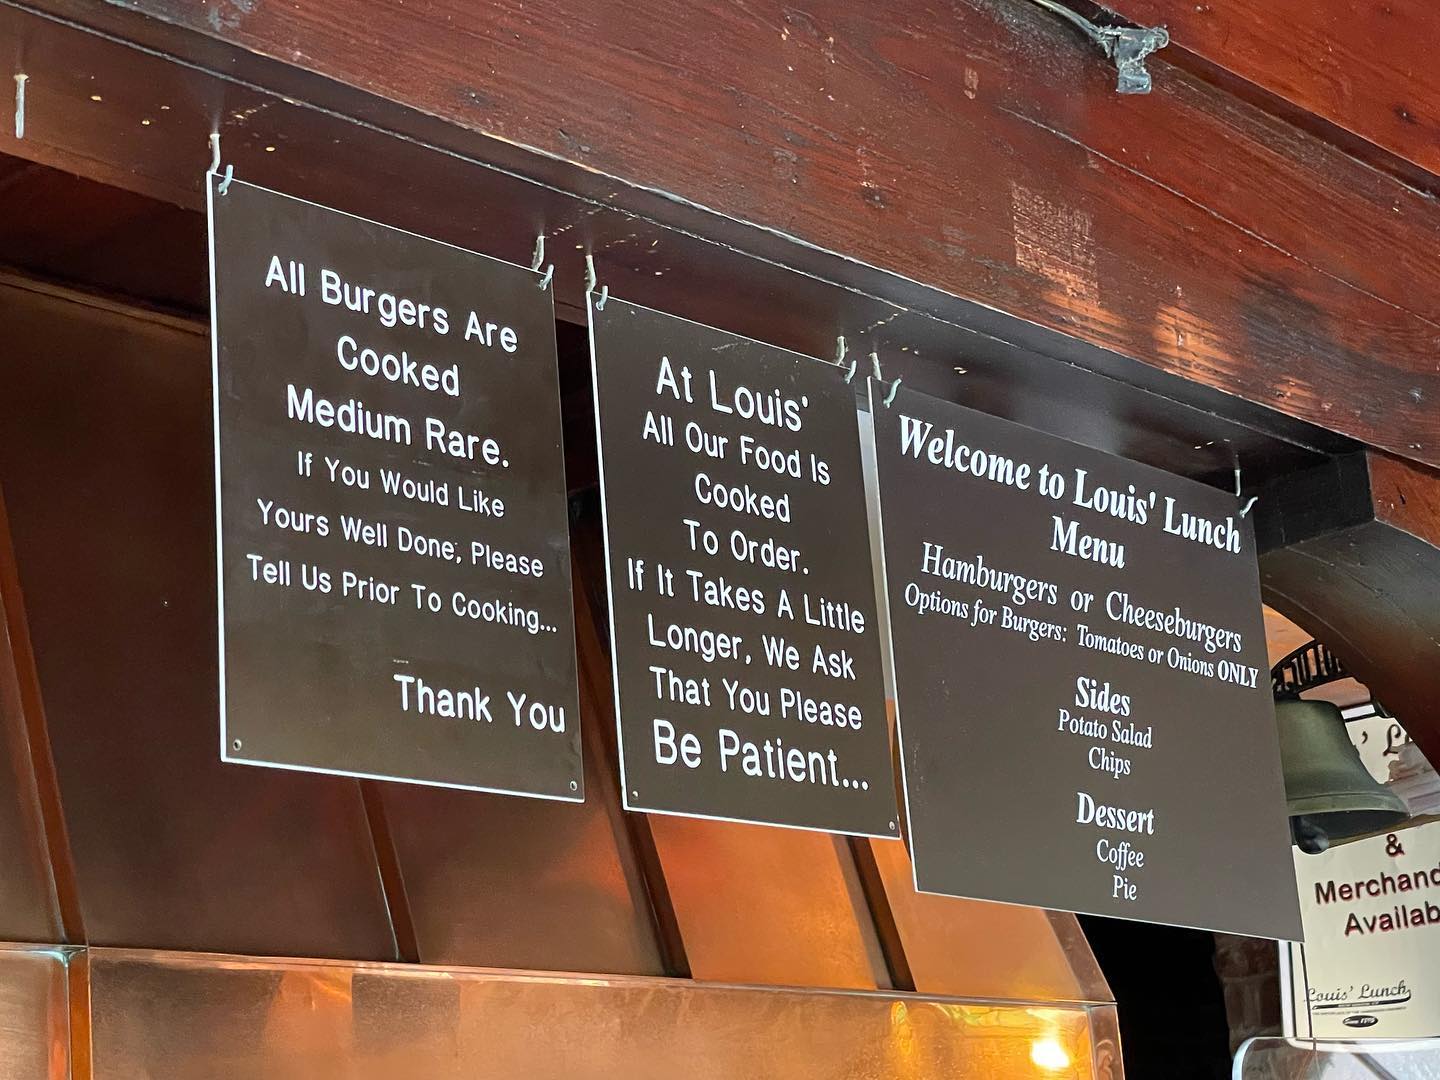 All Burgers Are
Cooked
Medium Rare.
If You Would Like
Yours Well Done, Please
Tell Us Prior To Cooking...
Thank You
At Louis'
All Our Food Is
Cooked
To Order.
If It Takes A Little
Longer, We Ask
That You Please
Be Patient...
Welcome to Louis' Lunch
Menu
Hamburgers or Cheeseburgers
Options for Burgers: Tomatoes or Onions ONLY
Sides
Potato Salad
Chips
Dessert
Coffee
Pie
&
Merchand
Availab
Louis' Lunch